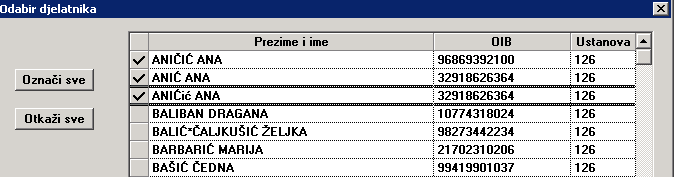 Odabir djelatnika
Prezime i ime OIB Ustanova
Označi sve
Otkaži sve
ANIČIĆ ANA 96869392100 126
ANIĆ ANA 32918626364 126
ANIĆić ANA 32918626364 126
BALIBAN DRAGANA 10774318024 126
BALIĆ*ČALJKUŠIĆ ŽELJKA 98273442234 126
BARBARIĆ MARIJA 21702310206 126
BAŠIĆ ČEDNA 99419901037 126